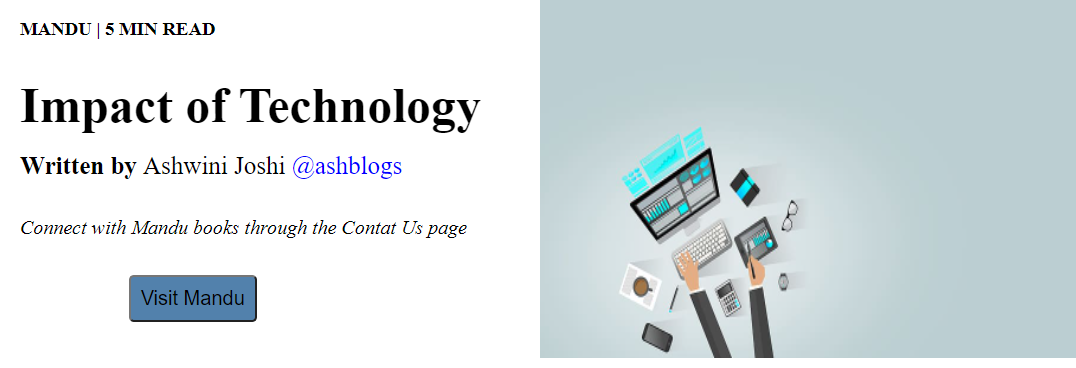 MANDU | 5 MIN READ
Impact of Technology
Written by Ashwini Joshi @ashblogs
Connect with Mandu books through the Contat Us page
Visit Mandu